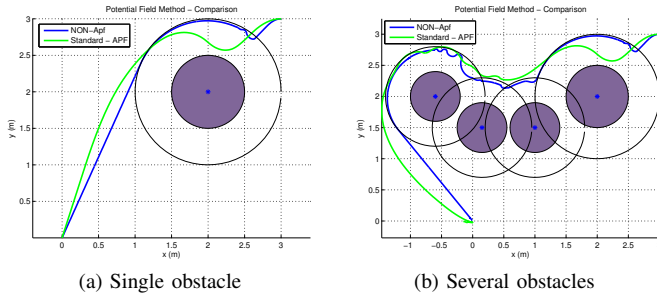 Potential Field Method – Comparison
NON-Apf
Standard - APF
3
2.5
2
1.5
1
0.5
y (m)
0
0.5
1
1.5
2
2.5
3
x (m)
(a) Single obstacle
Potential Field Method – Comparison
NON-Apf
Standard - APF
3
2.5
2
1.5
1
0.5
0
y (m)
−1
−0.5
0
0.5
1
1.5
2
2.5
x (m)
(b) Several obstacles